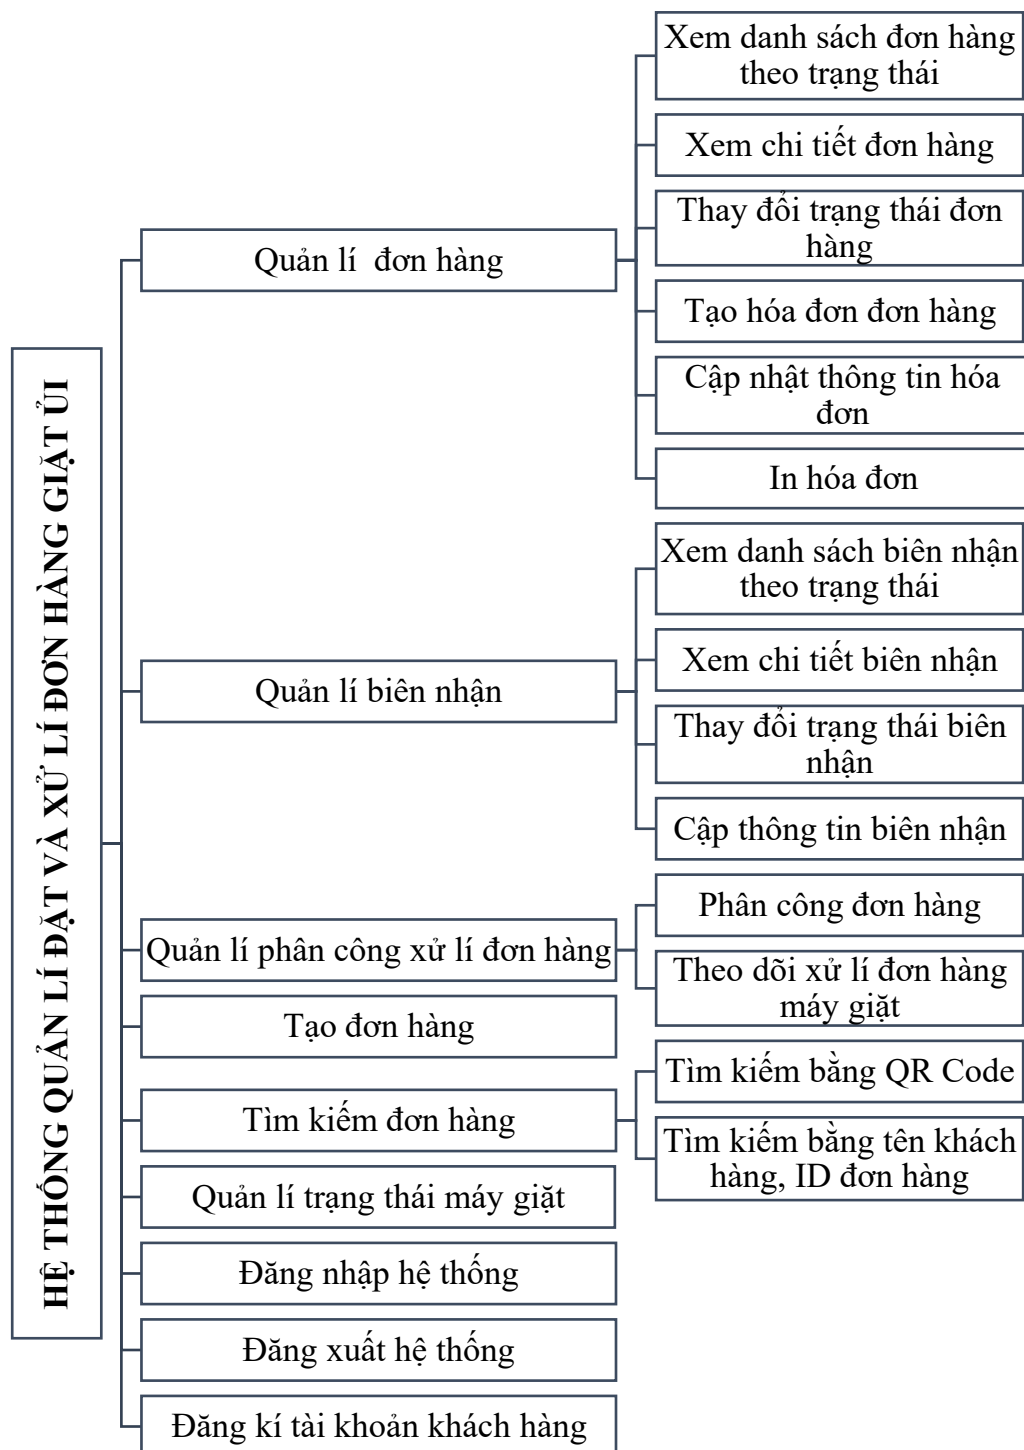 HỆ THỐNG QUẢN LÍ ĐẶT VÀ XỬ LÍ ĐƠN HÀNG GIẶT ỦI
Quản lí  đơn hàng
Xem danh sách đơn hàng
theo trạng thái
Xem chi tiết đơn hàng
Thay đổi trạng thái đơn
hàng
Tạo hóa đơn đơn hàng
Cập nhật thông tin hóa
đơn
In hóa đơn
Quản lí biên nhận
Xem danh sách biên nhận
theo trạng thái
Xem chi tiết biên nhận
Thay đổi trạng thái biên
nhận
Cập thông tin biên nhận
Quản lí phân công xử lí đơn hàng
Phân công đơn hàng
Theo dõi xử lí đơn hàng
máy giặt
Tạo đơn hàng
Tìm kiếm đơn hàng
Tìm kiếm bằng QR Code
Tìm kiếm bằng tên khách
hàng, ID đơn hàng
Quản lí trạng thái máy giặt
Đăng nhập hệ thống
Đăng xuất hệ thống
Đăng kí tài khoản khách hàng